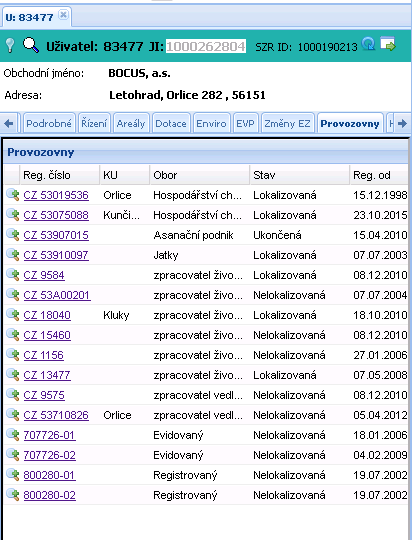 U: 83477
Uživatel: 83477 JI: 1000262804 SZR ID: 1000190213
Obchodní jméno: BOCUS, a.s.
Adresa: Letohrad, Orlice 282 , 56151
Podrobné Řízení Areály Dotace Enviro EVP Změny EZ Provozovny
Provozovny
Reg. číslo KU Obor Stav Reg. od
CZ 53019536 Orlice Hospodářství ch... Lokalizovaná 15.12.1998
CZ 53075088 Kunči... Hospodářství ch... Lokalizovaná 23.10.2015
CZ 53907015 Asanační podnik Ukončená 15.04.2010
CZ 53910097 Jatky Lokalizovaná 07.07.2003
CZ 9584 zpracovatel živo... Lokalizovaná 08.12.2010
CZ 53A00201 zpracovatel živo... Nelokalizovaná 07.07.2004
CZ 18040 Kluky zpracovatel živo... Lokalizovaná 18.10.2010
CZ 15460 zpracovatel živo... Nelokalizovaná 08.12.2010
CZ 1156 zpracovatel živo... Nelokalizovaná 27.01.2006
CZ 13477 zpracovatel živo... Lokalizovaná 07.05.2008
CZ 9575 zpracovatel vedl... Nelokalizovaná 08.12.2010
CZ 53710826 Orlice zpracovatel vedl... Nelokalizovaná 05.04.2012
707726-01 Evidovaný Nelokalizovaná 18.01.2006
707726-02 Evidovaný Nelokalizovaná 04.02.2009
800280-01 Registrovaný Nelokalizovaná 19.07.2002
800280-02 Registrovaný Nelokalizovaná 19.07.2002